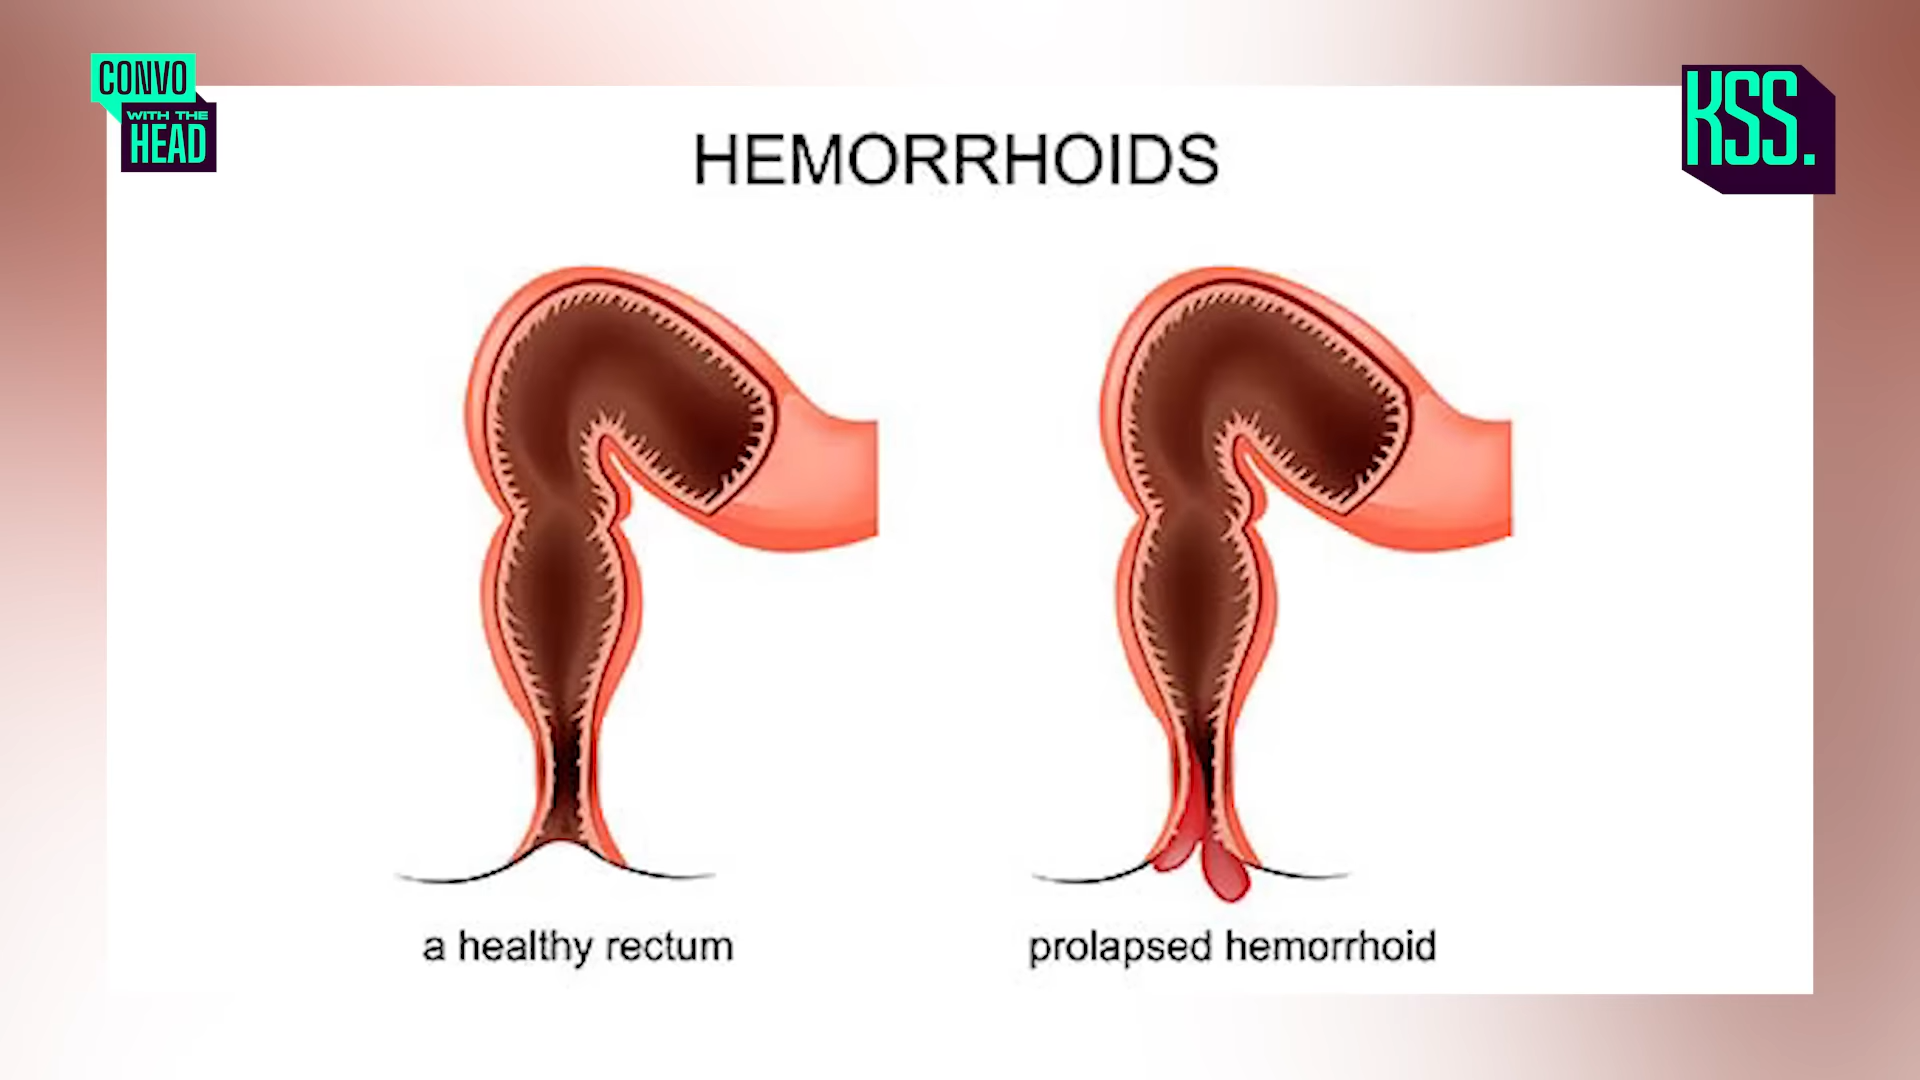 CONVO
WITH THE
HEAD
KSS.
HEMORRHOIDS
a healthy rectum
prolapsed hemorrhoid